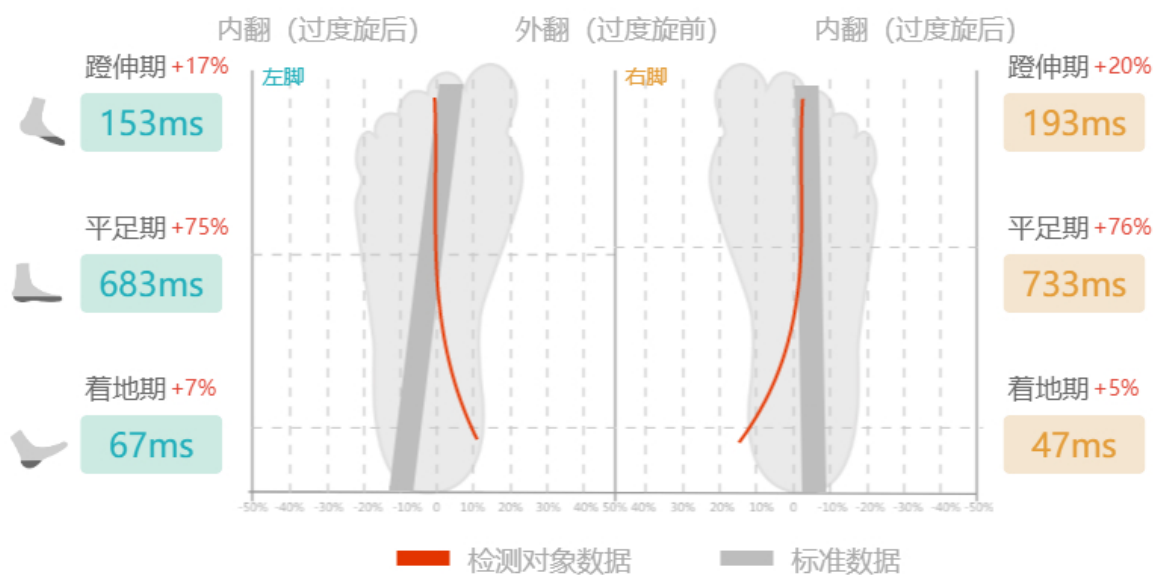 内翻（过度旋后）
外翻（过度旋前）
内翻（过度旋后）
蹬伸期 +17%
153ms
平足期 +75%
683ms
着地期 +7%
67ms
左脚
右脚
蹬伸期 +20%
193ms
平足期 +76%
733ms
着地期 +5%
47ms
-50% -40% -30% -20% -10% 0 10% 20% 30% 40% 50% 40% 30% 20% 10% 0 -10% -20% -30% -40% -50%
检测对象数据
标准数据